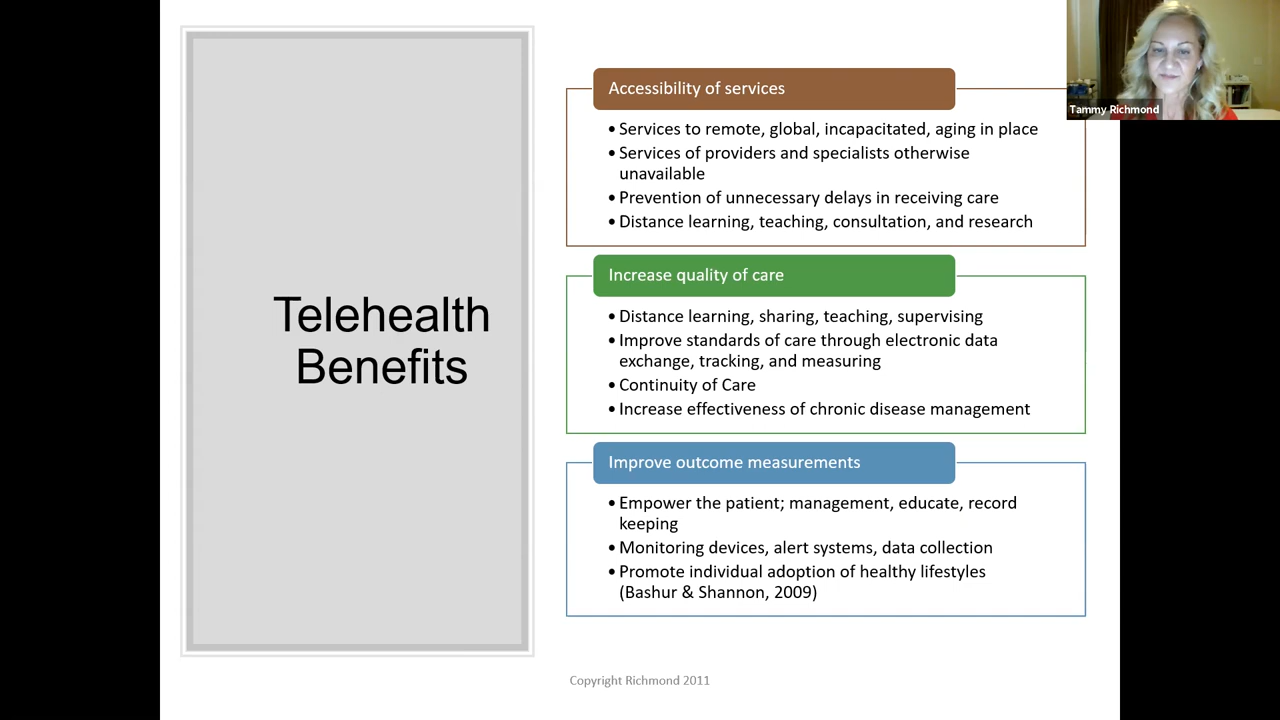 Telehealth
Benefits
Accessibility of services
• Services to remote, global, incapacitated, aging in place
• Services of providers and specialists otherwise
unavailable
• Prevention of unnecessary delays in receiving care
• Distance learning, teaching, consultation, and research
Increase quality of care
• Distance learning, sharing, teaching, supervising
• Improve standards of care through electronic data
exchange, tracking, and measuring
• Continuity of Care
• Increase effectiveness of chronic disease management
Improve outcome measurements
• Empower the patient; management, educate, record
keeping
• Monitoring devices, alert systems, data collection
• Promote individual adoption of healthy lifestyles
(Bashur & Shannon, 2009)
Copyright Richmond 2011
Tammy Richmond